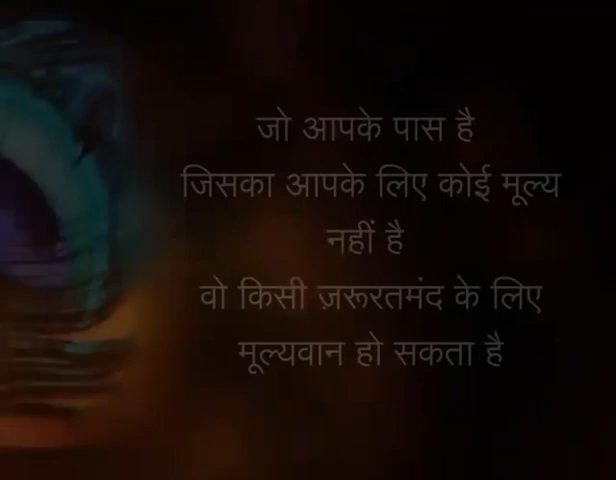 जो आपके पास है
जिसका आपके लिए कोई मूल्य
नहीं है
वो किसी ज़रूरतमंद के लिए
मूल्यवान हो सकता है